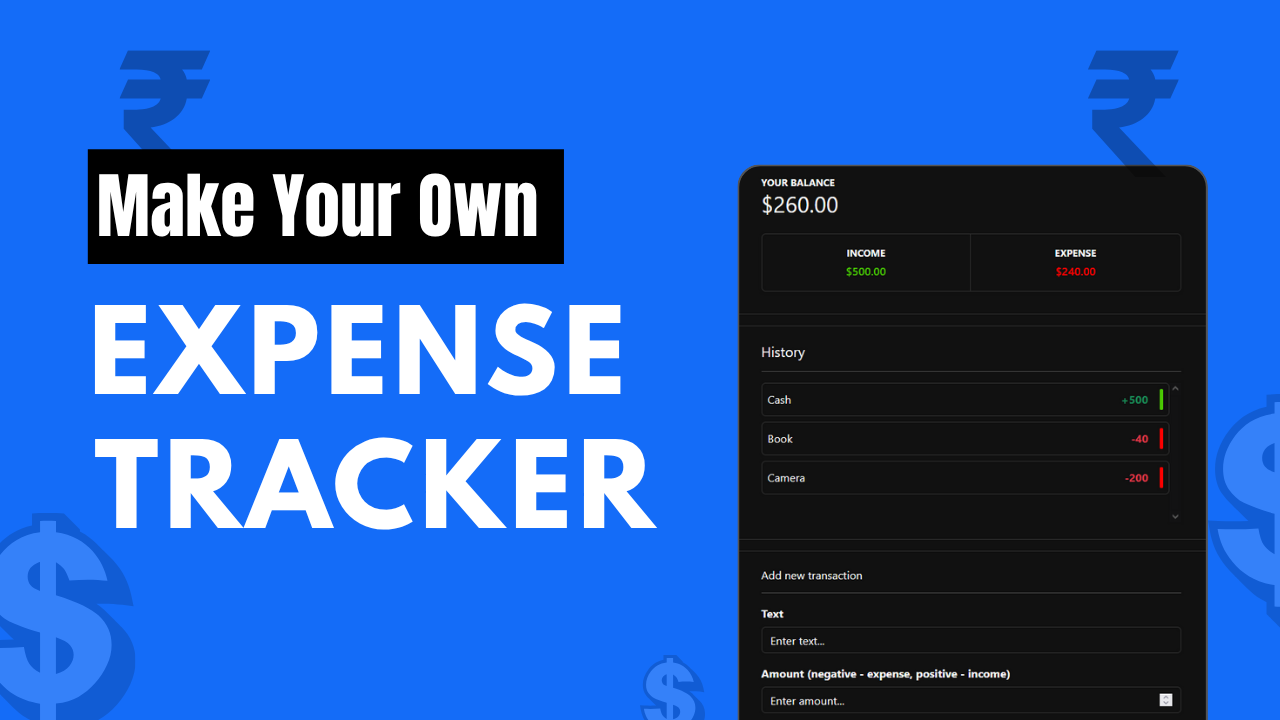 Make Your Own
EXPENSE
TRACKER
YOUR BALANCE
$260.00
INCOME
EXPENSE
$500.00
$240.00
History
Cash +500
Book -40
Camera -200
Add new transaction
Text
Enter text...
Amount (negative - expense, positive - income)
Enter amount...